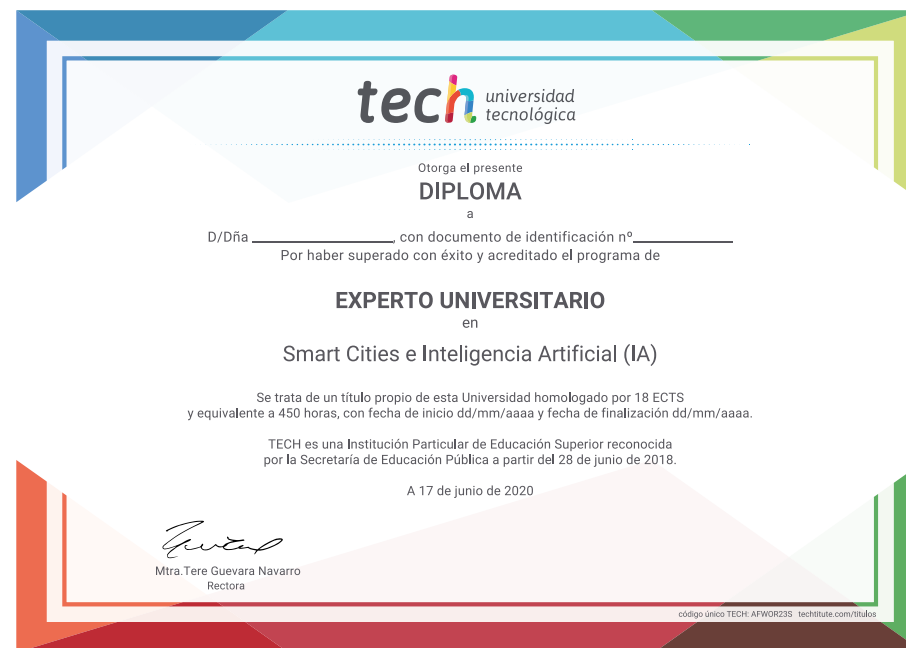 tech universidad
tecnológica
Otorga el presente
DIPLOMA
a
D/Dña ______________, con documento de identificación nº__________
Por haber superado con éxito y acreditado el programa de
EXPERTO UNIVERSITARIO
en
Smart Cities e Inteligencia Artificial (IA)
Se trata de un título propio de esta Universidad homologado por 18 ECTS
y equivalente a 450 horas, con fecha de inicio dd/mm/aaaa y fecha de finalización dd/mm/aaaa.
TECH es una Institución Particular de Educación Superior reconocida
por la Secretaría de Educación Pública a partir del 28 de junio de 2018.
A 17 de junio de 2020
Mtra.Tere Guevara Navarro
Rectora
código único TECH: AFWOR23S techtitute.com/titulos